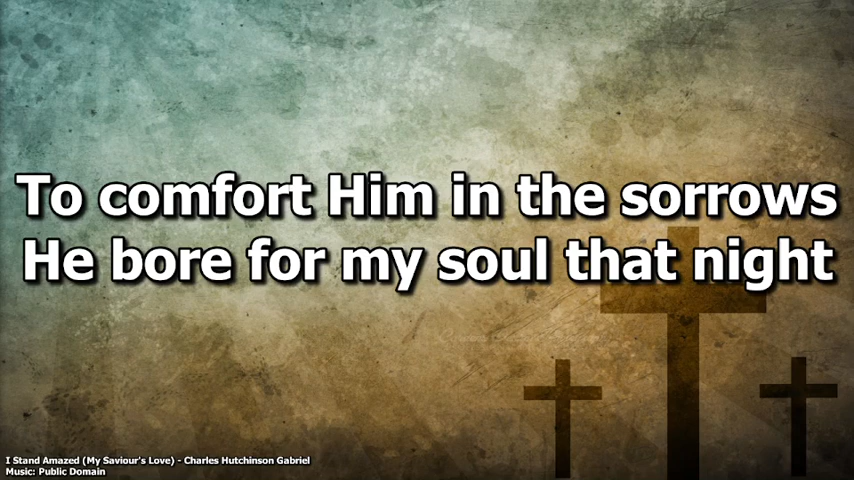 To comfort Him in the sorrows
He bore for my soul that night
I Stand Amazed (My Saviour's Love) - Charles Hutchinson Gabriel
Music: Public Domain